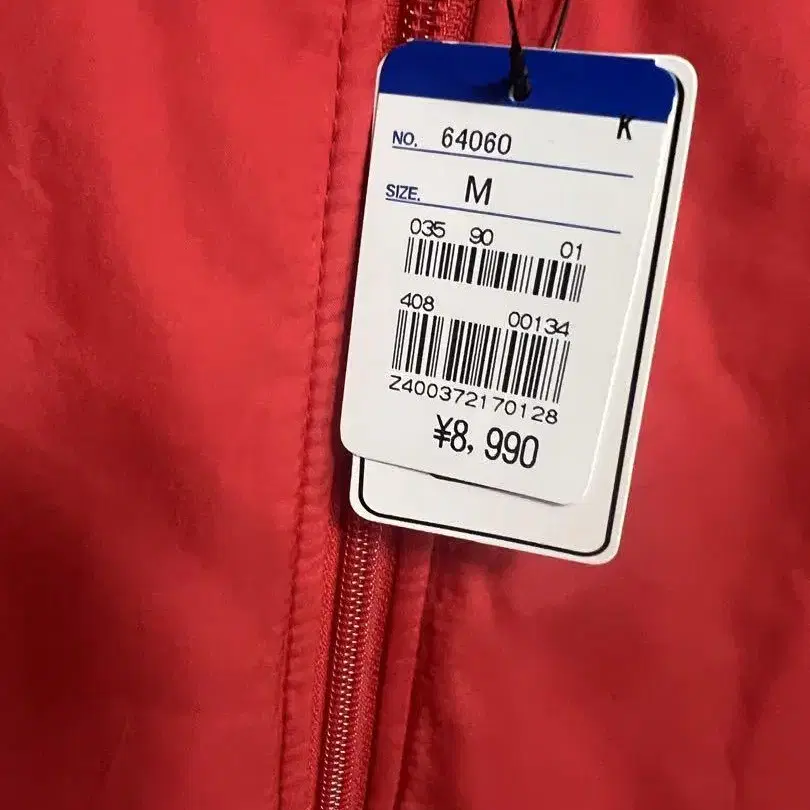 K
NO. 64060
SIZE. M
035 90 01
408 00134
Z400372170128
¥8,990